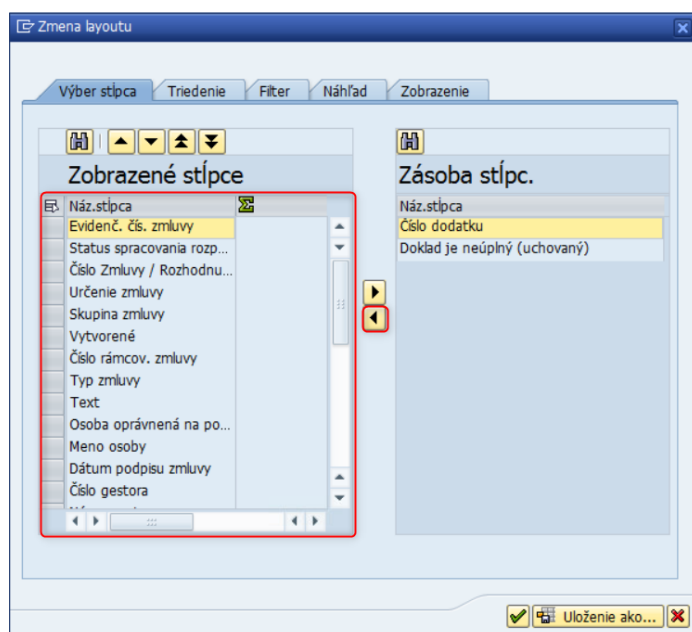 Zmena layoutu
Výber stĺpca
Triedenie
Filter
Náhľad
Zobrazenie
Zobrazené stĺpce
Náz.stĺpca
Evidenč. čís. zmluvy
Status spracovania rozp...
Číslo Zmluvy / Rozhodnu...
Určenie zmluvy
Skupina zmluvy
Vytvorené
Číslo rámcov. zmluvy
Typ zmluvy
Text
Osoba oprávnená na po...
Meno osoby
Dátum podpisu zmluvy
Číslo gestora
Zásoba stĺpc.
Náz.stĺpca
Číslo dodatku
Doklad je neúplný (uchovaný)
Uloženie ako...